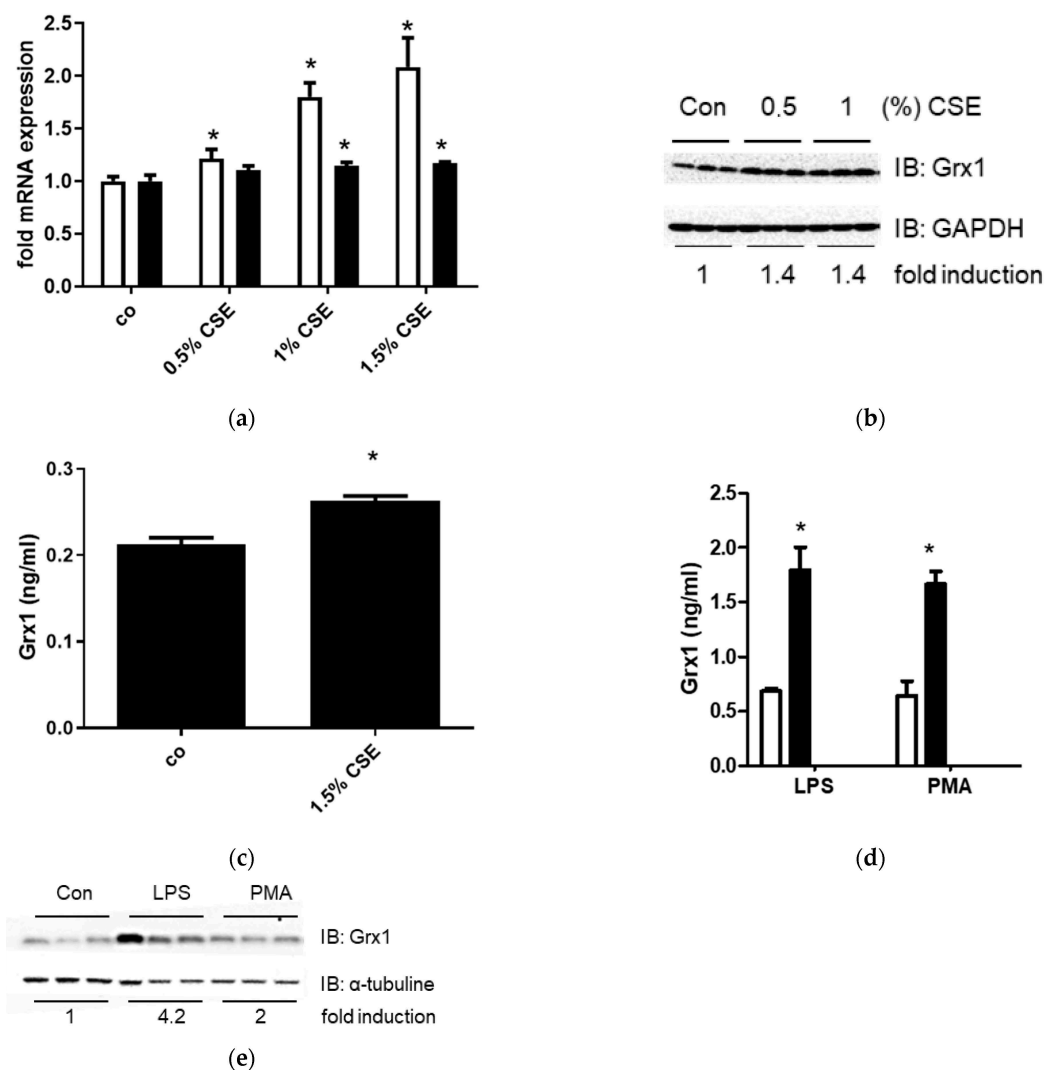 2.5
2.0
1.5
1.0
0.5
0.0
fold mRNA expression
* * * * *
co
0.5% CSE
1% CSE
1.5% CSE
(a)
Con 0.5 1 (%) CSE
IB: Grx1
IB: GAPDH
1 1.4 1.4 fold induction
(b)
0.3
0.2
0.1
0.0
Grx1 (ng/ml)
*
co
1.5% CSE
(c)
2.5
2.0
1.5
1.0
0.5
0.0
Grx1 (ng/ml)
* *
LPS PMA
(d)
Con LPS PMA
IB: Grx1
IB: α-tubuline
1 4.2 2 fold induction
(e)